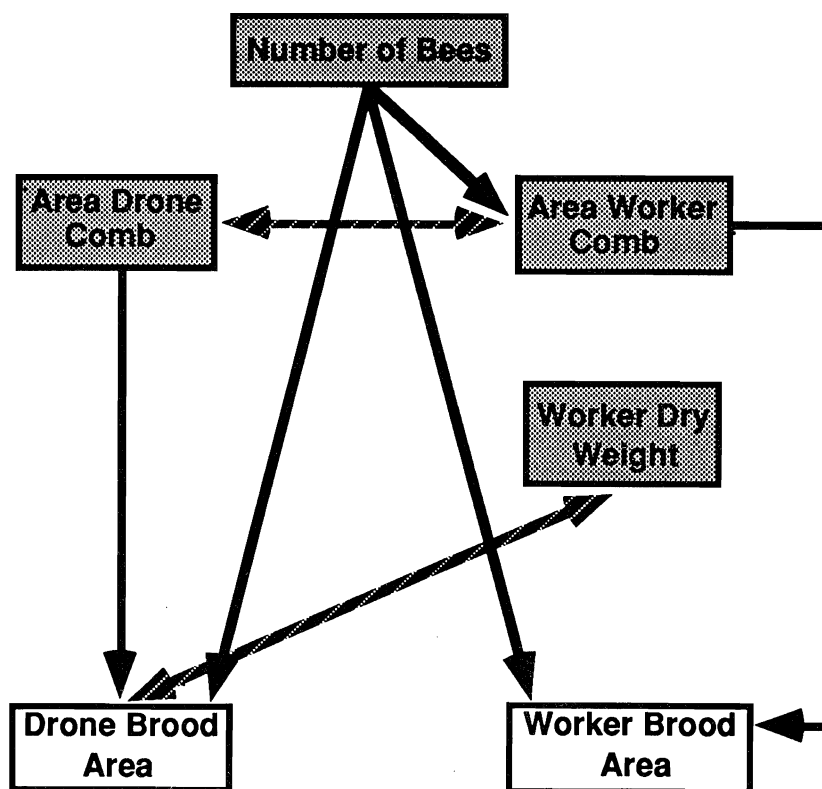 Number of Bees
Area Drone
Comb
Area Worker
Comb
Worker Dry
Weight
Drone Brood
Area
Worker Brood
Area